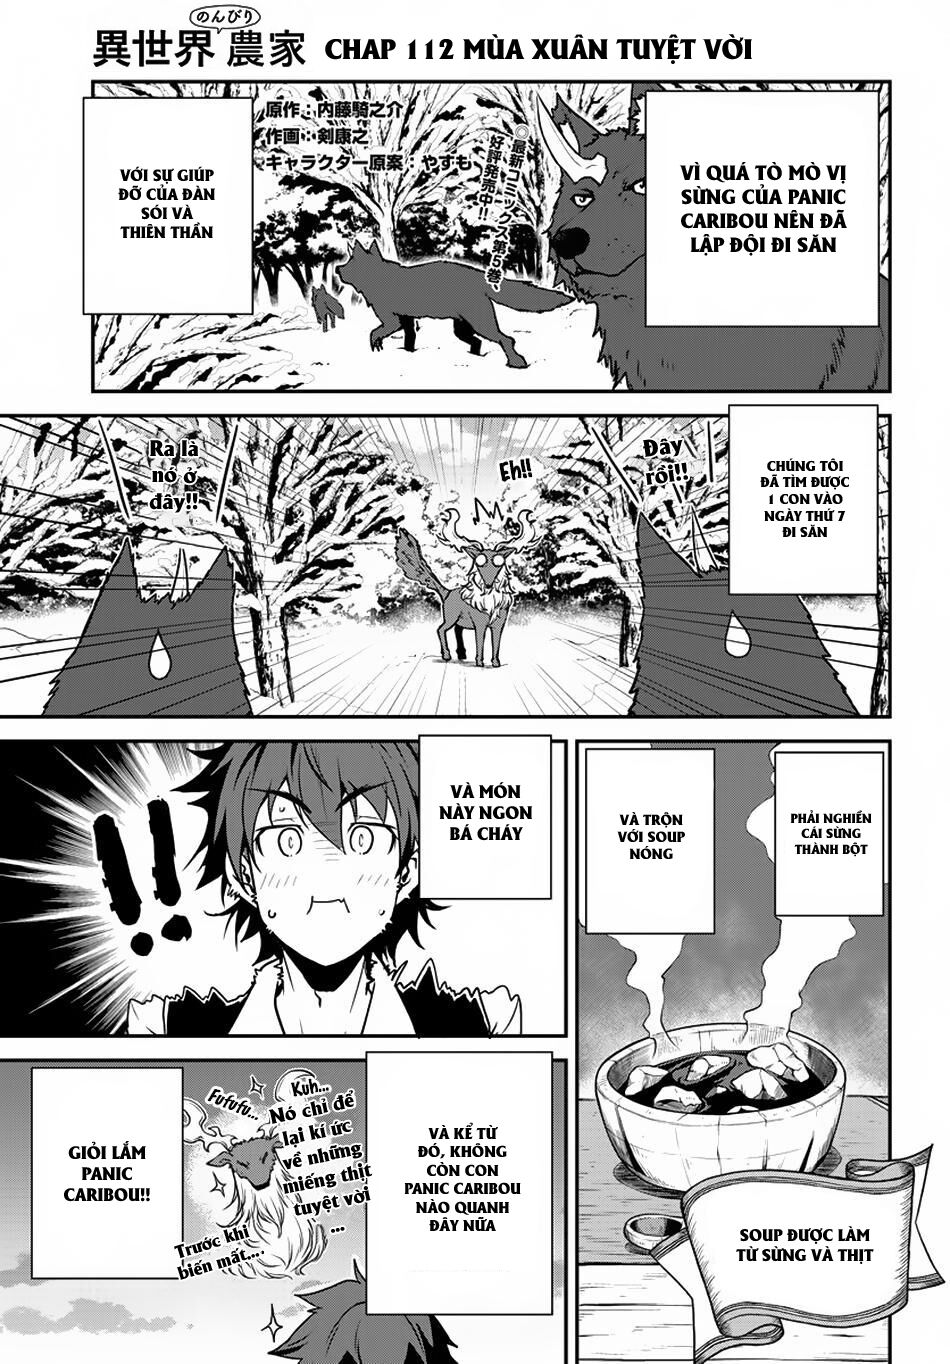 のんびり
異世界 農家 CHAP 112 MÙA XUÂN TUYỆT VỜI
VÌ QUÁ TÒ MÒ VỊ
SỪNG CỦA PANIC
CARIBOU NÊN ĐÃ
LẬP ĐỘI ĐI SĂN
◎最新コミックス第5巻、
好評発売中!!
原作：内藤騎之介
作画：剣康之
キャラクター原案：やすも
VỚI SỰ GIÚP
ĐỠ CỦA ĐÀN
SÓI VÀ
THIÊN THẦN
CHÚNG TÔI
ĐÃ TÌM ĐƯỢC
1 CON VÀO
NGÀY THỨ 7
ĐI SĂN
Đây
rồi!!
Eh!!
Ra là
nó ở
đây!!
PHẢI NGHIỀN
CÁI SỪNG
THÀNH BỘT
VÀ TRỘN
VỚI SOUP
NÓNG
SOUP ĐƯỢC LÀM
TỪ SỪNG VÀ THỊT
VÀ MÓN
NÀY NGON
BÁ CHÁY
VÀ KỂ TỪ
ĐÓ, KHÔNG
CÒN CON
PANIC CARIBOU
NÀO QUANH
ĐÂY NỮA
Kuh...
Nó chỉ để
lại kí ức
về những
miếng thịt
tuyệt vời
...
Fufufu...
Trước khi
biến mất....
GIỎI LẮM
PANIC
CARIBOU!!